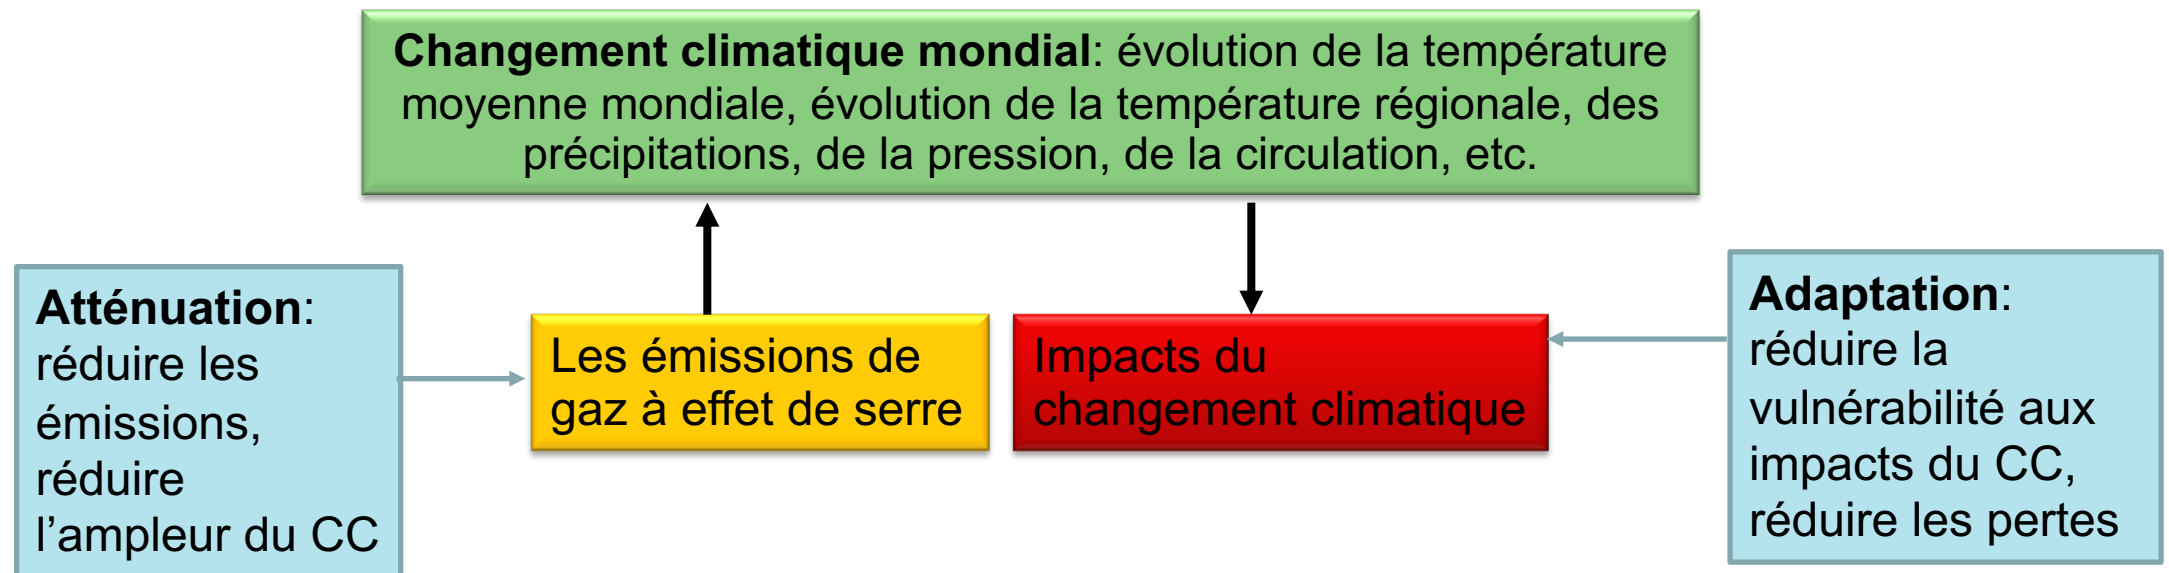 Changement climatique mondial: évolution de la température
moyenne mondiale, évolution de la température régionale, des
précipitations, de la pression, de la circulation, etc.
Atténuation:
réduire les
émissions,
réduire
l’ampleur du CC
Les émissions de
gaz à effet de serre
Impacts du
changement climatique
Adaptation:
réduire la
vulnérabilité aux
impacts du CC,
réduire les pertes